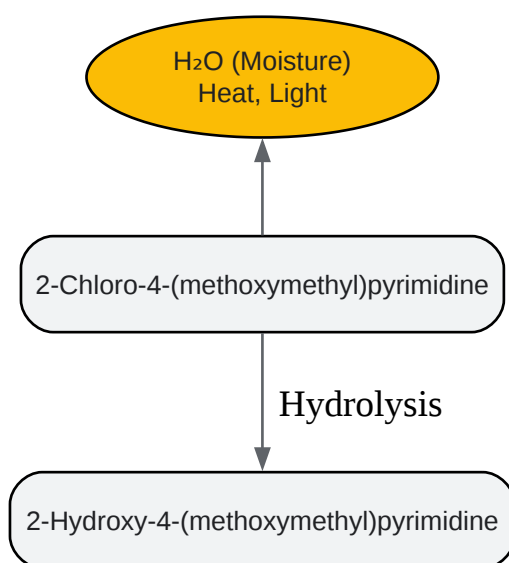 H₂O (Moisture)
Heat, Light
2-Chloro-4-(methoxymethyl)pyrimidine
Hydrolysis
2-Hydroxy-4-(methoxymethyl)pyrimidine